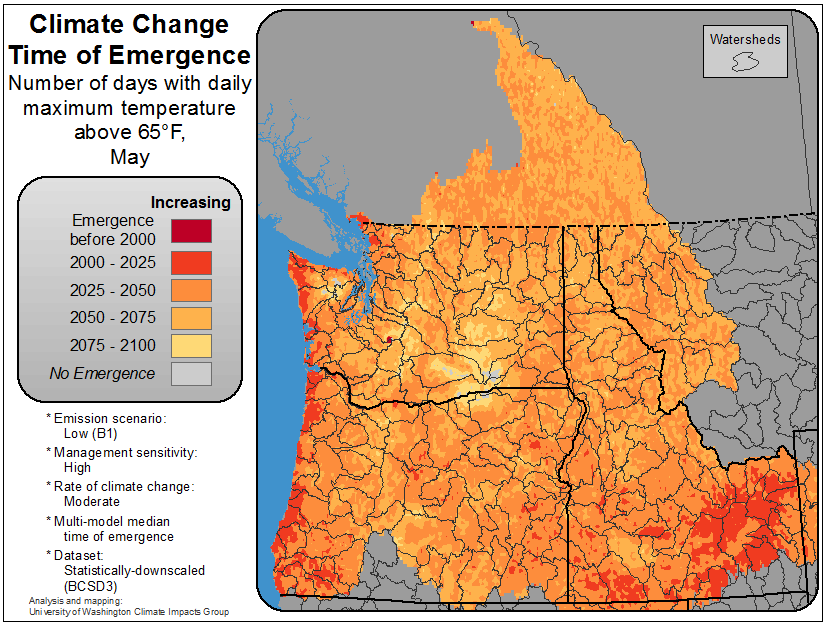 Climate Change
Time of Emergence
Number of days with daily
maximum temperature
above 65°F,
May
Watersheds
Increasing
Emergence
before 2000
2000 - 2025
2025 - 2050
2050 - 2075
2075 - 2100
No Emergence
* Emission scenario:
Low (B1)
* Management sensitivity:
High
* Rate of climate change:
Moderate
* Multi-model median
time of emergence
* Dataset:
Statistically-downscaled
(BCSD3)
Analysis and mapping:
University of Washington Climate Impacts Group